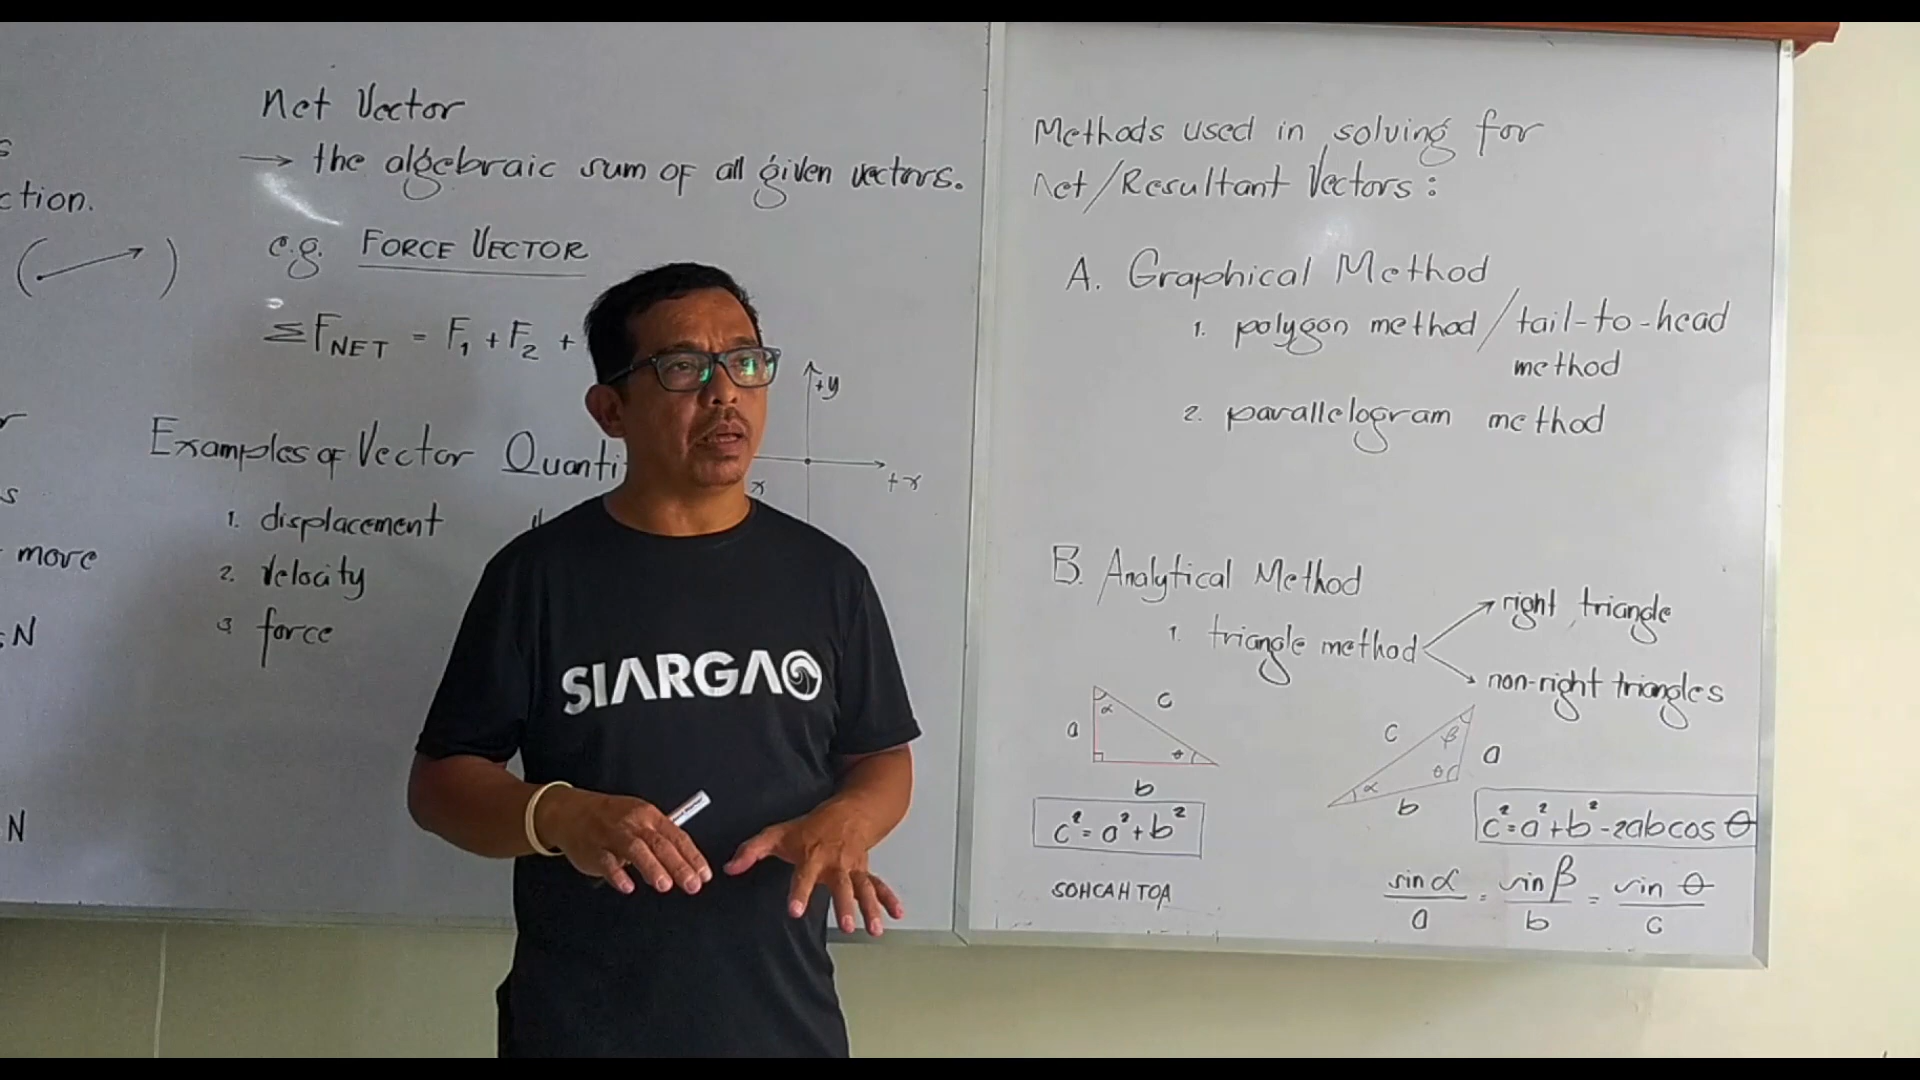 ction.
more
N
N
Net Vector
→ the algebraic sum of all given vectors.
e.g. FORCE VECTOR
ΣF_NET = F₁ + F₂ +
Examples of Vector Quanti
1. displacement
2. velocity
3. force
+y
+x
x
SIARGAO
Methods used in solving for
Net/Resultant Vectors:
A. Graphical Method
1. polygon method/tail-to-head
method
2. parallelogram method
B. Analytical Method
1. triangle method
right triangle
non-right triangles
α
c
a
θ
b
c² = a² + b²
SOHCAHTOA
c
β
a
θ
α
b
c² = a² + b² - 2ab cos θ
sin α / a = sin β / b = sin θ / c